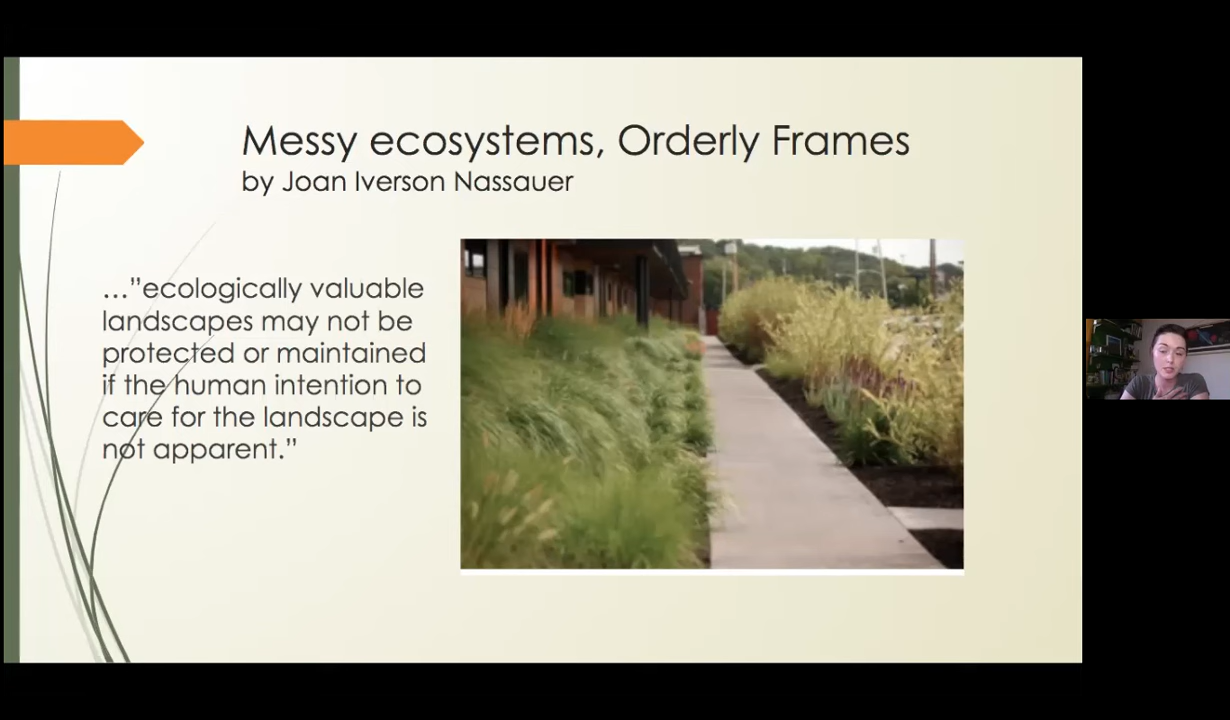 Messy ecosystems, Orderly Frames
by Joan Iverson Nassauer
…”ecologically valuable
landscapes may not be
protected or maintained
if the human intention to
care for the landscape is
not apparent.”